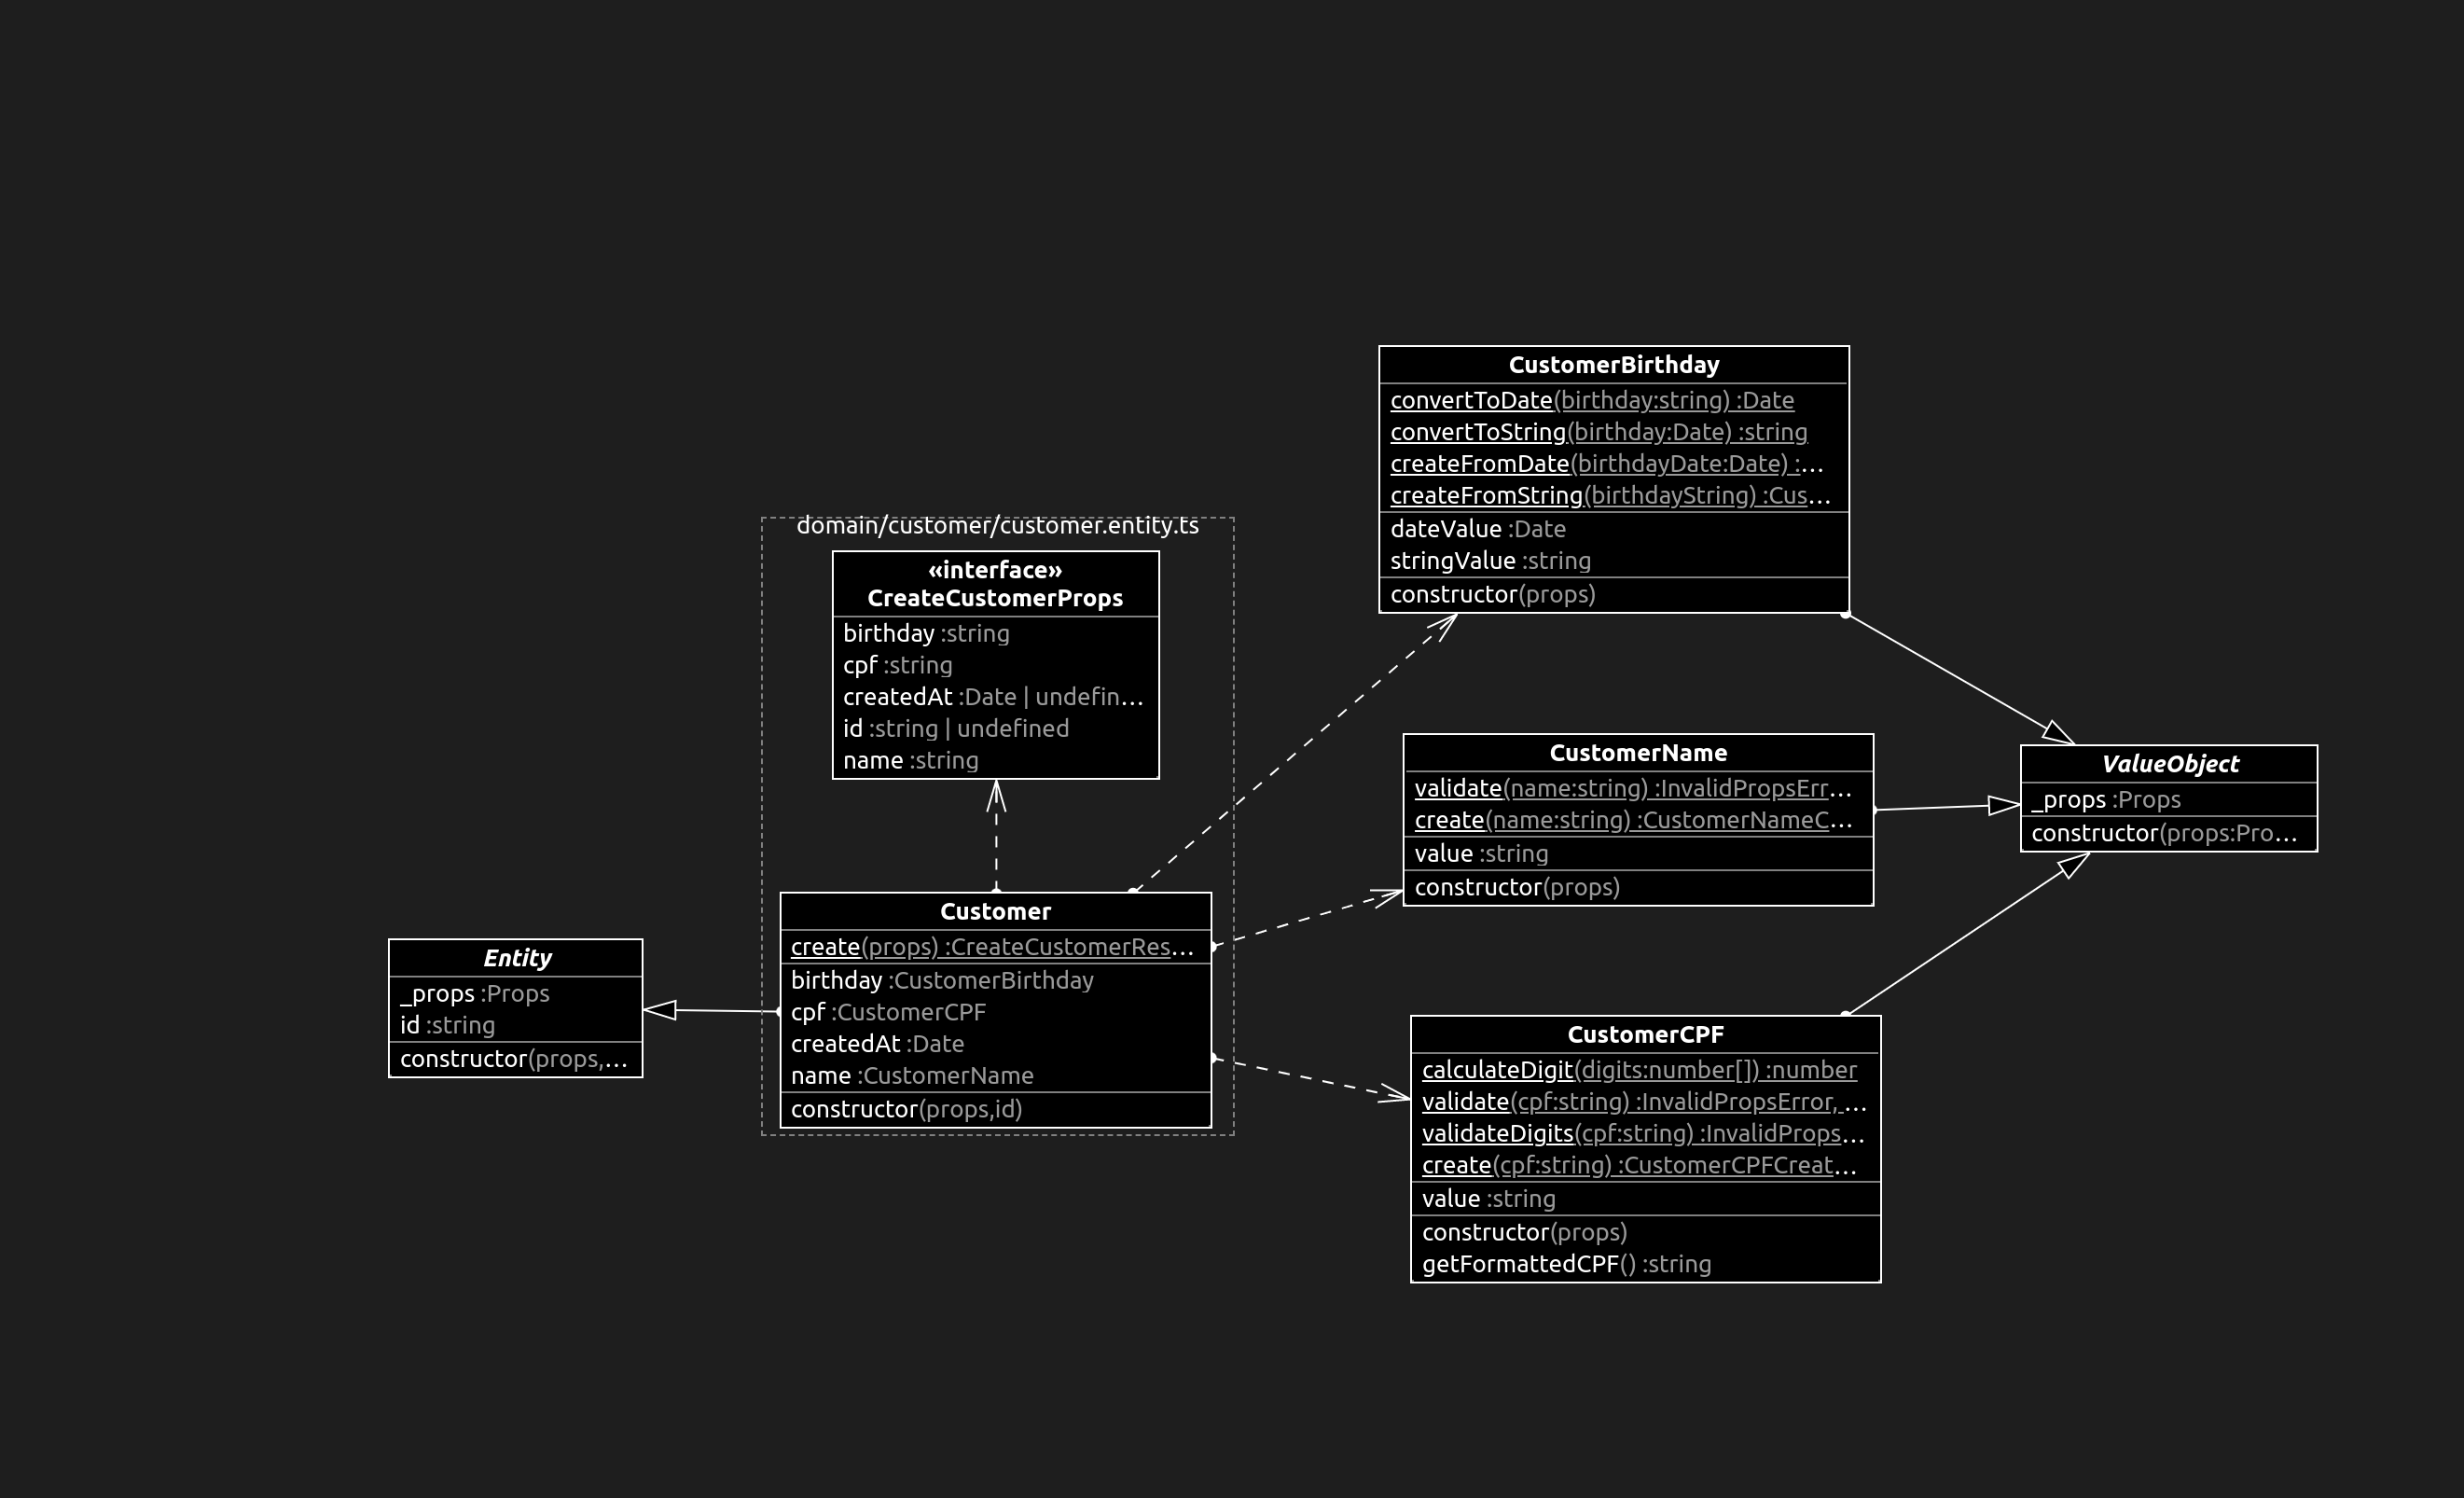 CustomerBirthday
convertToDate(birthday:string) :Date
convertToString(birthday:Date) :string
createFromDate(birthdayDate:Date) :…
createFromString(birthdayString) :Cus…
dateValue :Date
stringValue :string
constructor(props)
domain/customer/customer.entity.ts
«interface»
CreateCustomerProps
birthday :string
cpf :string
createdAt :Date | undefin…
id :string | undefined
name :string
CustomerName
validate(name:string) :InvalidPropsErr…
create(name:string) :CustomerNameC…
value :string
constructor(props)
ValueObject
_props :Props
constructor(props:Pro…
Customer
create(props) :CreateCustomerRes…
birthday :CustomerBirthday
cpf :CustomerCPF
createdAt :Date
name :CustomerName
constructor(props,id)
Entity
_props :Props
id :string
constructor(props,…
CustomerCPF
calculateDigit(digits:number[]) :number
validate(cpf:string) :InvalidPropsError, …
validateDigits(cpf:string) :InvalidProps…
create(cpf:string) :CustomerCPFCreat…
value :string
constructor(props)
getFormattedCPF() :string